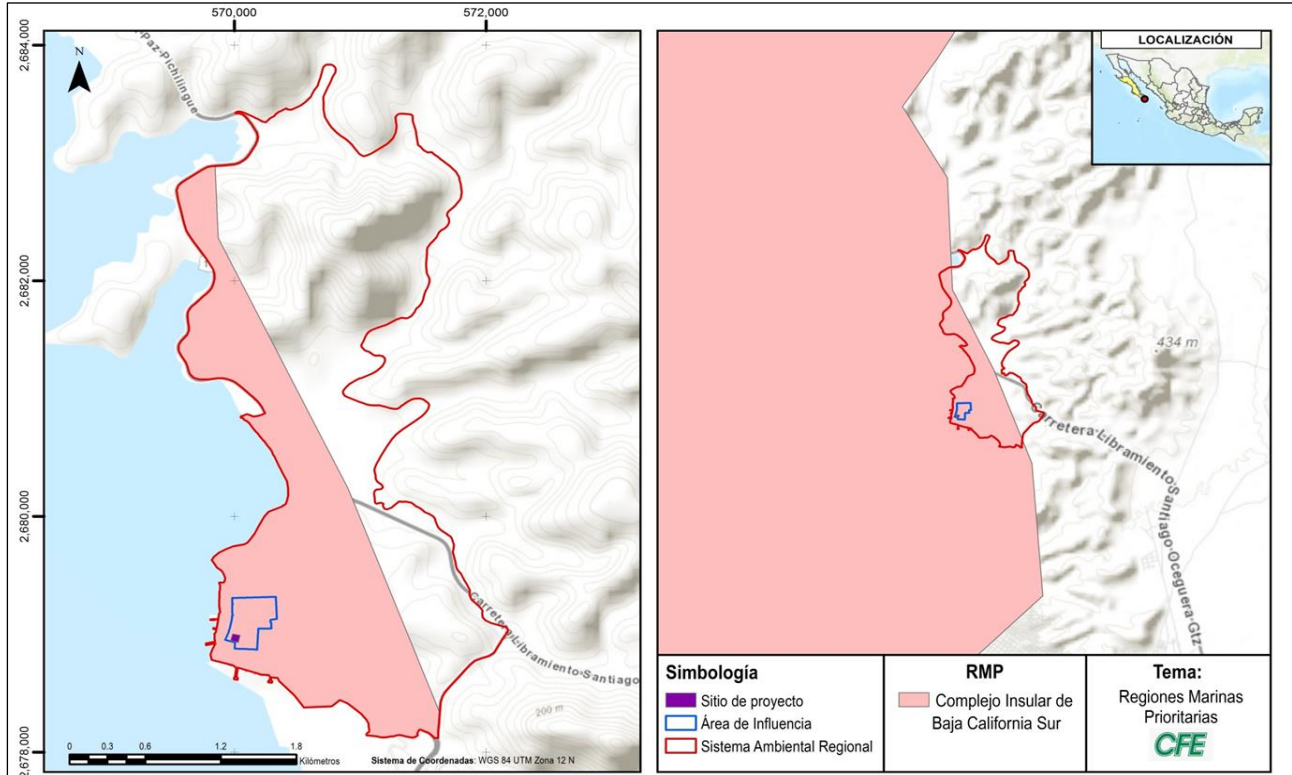 570,000
572,000
2,684,000
2,682,000
2,680,000
2,678,000
N
Paz-Pichilingue
Carretera Libramiento Santiago
200 m
0 0.3 0.6 1.2 1.8
Kilómetros
Sistema de Coordenadas: WGS 84 UTM Zona 12 N
LOCALIZACIÓN
434 m
Carretera Libramiento Santiago Oceguera Gtz
Simbología
Sitio de proyecto
Área de Influencia
Sistema Ambiental Regional
RMP
Complejo Insular de
Baja California Sur
Tema:
Regiones Marinas
Prioritarias
CFE